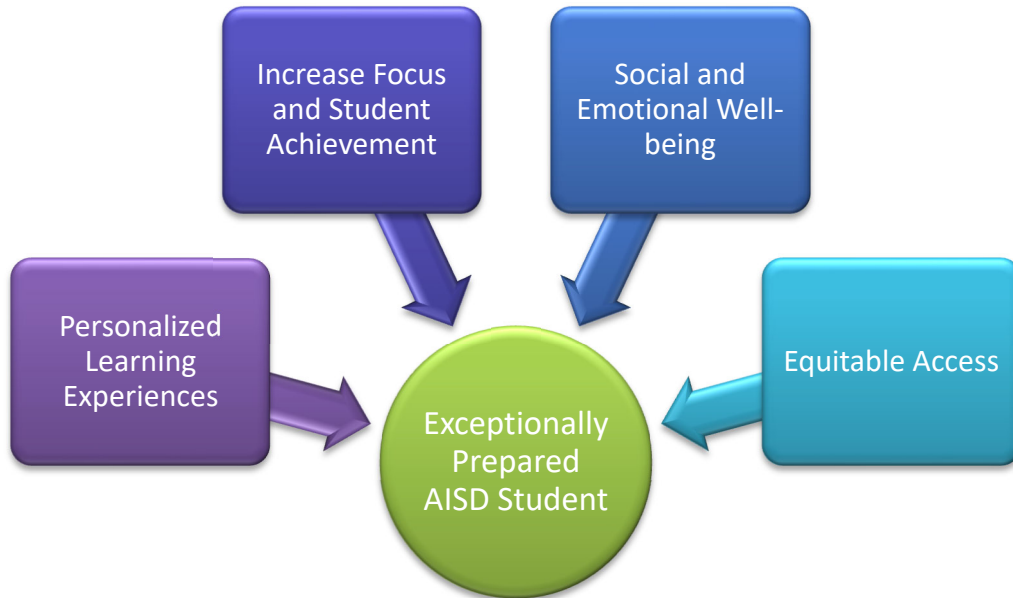 Increase Focus
and Student
Achievement
Social and
Emotional Well-
being
Personalized
Learning
Experiences
Equitable Access
Exceptionally
Prepared
AISD Student